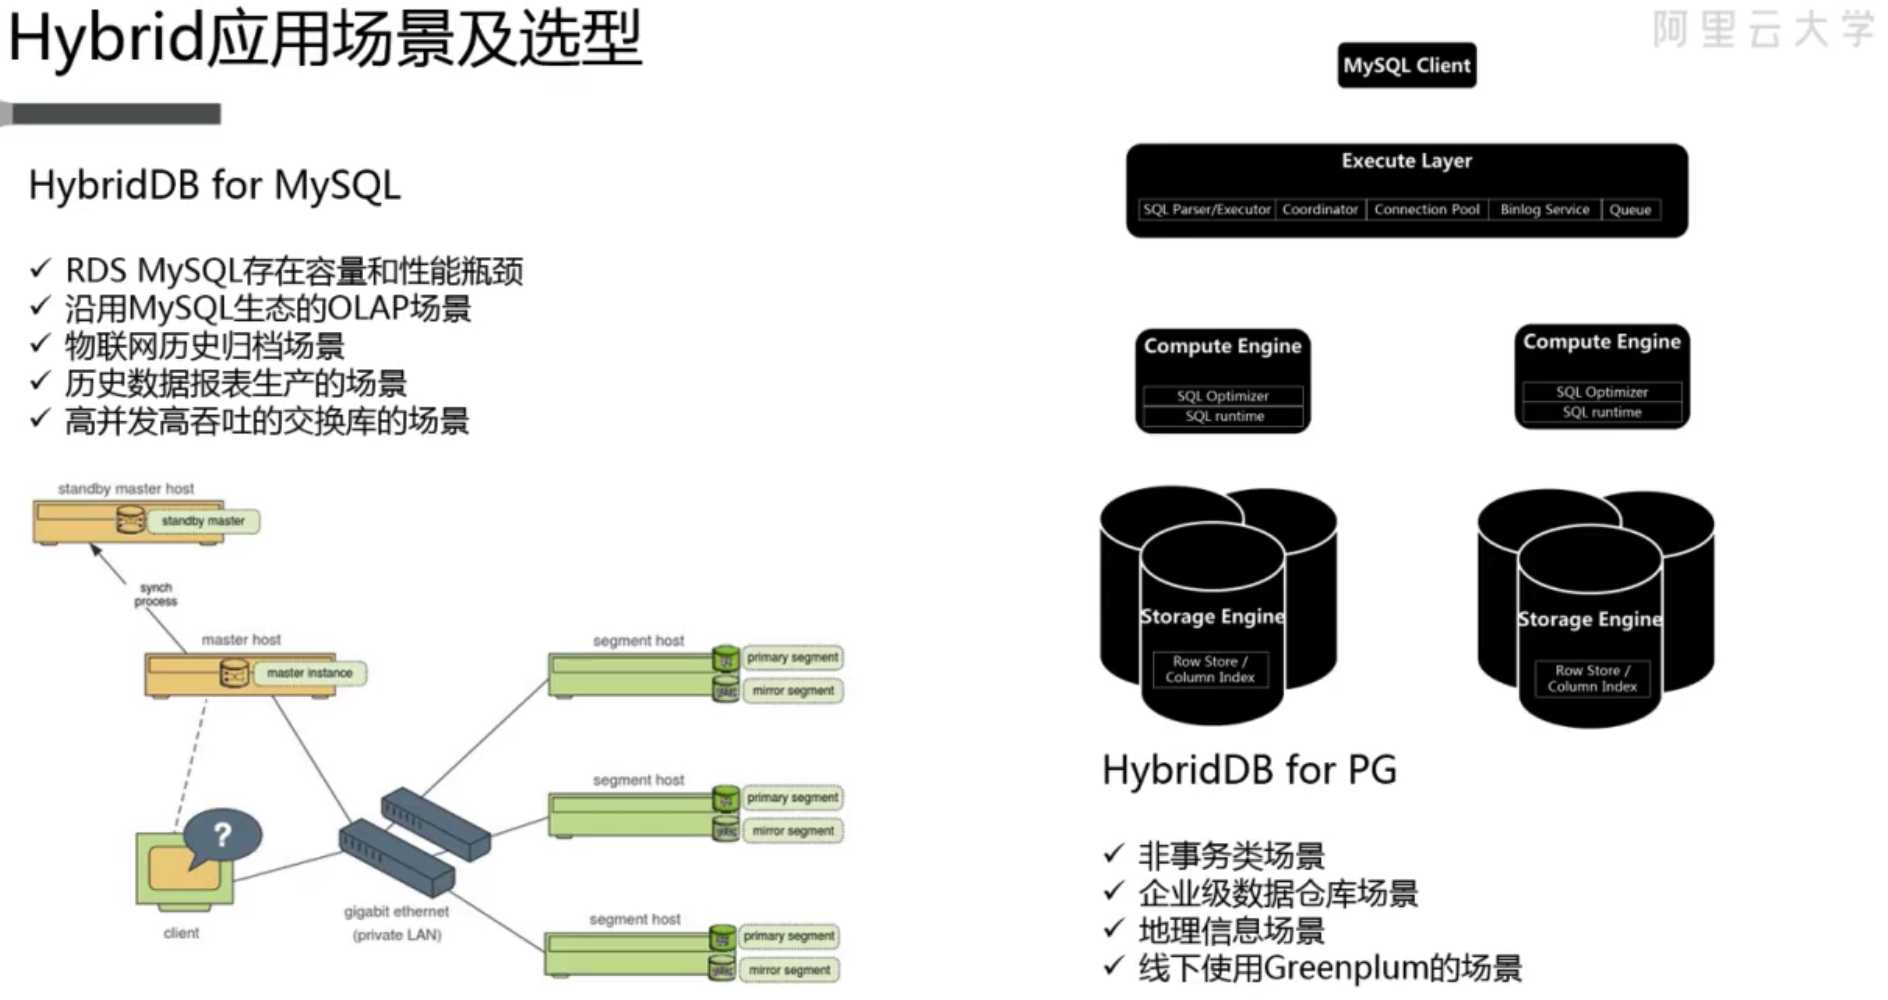 Hybrid应用场景及选型
阿里云大学
HybridDB for MySQL
✓ RDS MySQL存在容量和性能瓶颈
✓ 沿用MySQL生态的OLAP场景
✓ 物联网历史归档场景
✓ 历史数据报表生产的场景
✓ 高并发高吞吐的交换库的场景
standby master host
standby master
synch
process
master host
master instance
client
?
gigabit ethernet
(private LAN)
segment host
primary segment
mirror segment
segment host
primary segment
mirror segment
segment host
primary segment
mirror segment
MySQL Client
Execute Layer
SQL Parser/Executor Coordinator Connection Pool Binlog Service Queue
Compute Engine
SQL Optimizer
SQL runtime
Compute Engine
SQL Optimizer
SQL runtime
Storage Engine
Row Store /
Column Index
Storage Engine
Row Store /
Column Index
HybridDB for PG
✓ 非事务类场景
✓ 企业级数据仓库场景
✓ 地理信息场景
✓ 线下使用Greenplum的场景